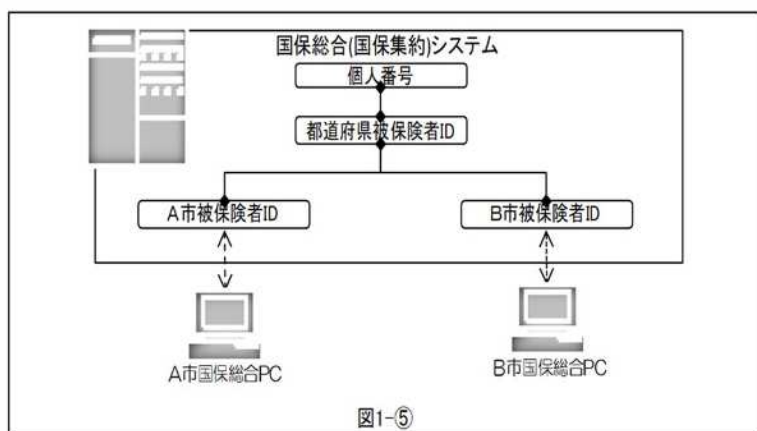 国保総合(国保集約)システム
個人番号
都道府県被保険者ID
A市被保険者ID
B市被保険者ID
A市国保総合PC
B市国保総合PC
図1-⑤